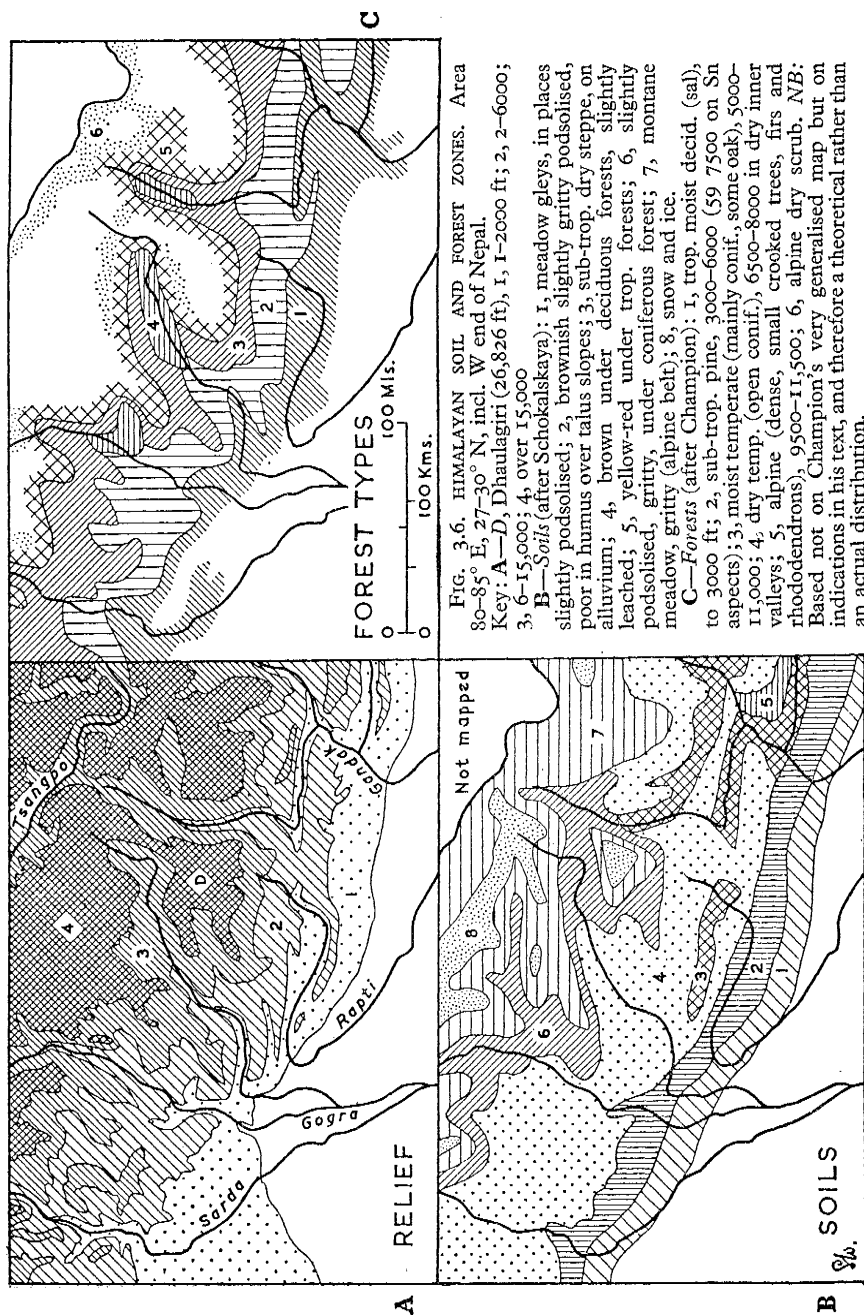 A
RELIEF
Tsangpo
4
3
D
2
1
Gandak
Rapti
Gogra
Sarda
B
SOILS
Not mapped
8
7
6
5
4
3
2
1
C
FOREST TYPES
6
5
4
3
2
1
0 100 Mls.
0 100 Kms.
FIG. 3.6. HIMALAYAN SOIL AND FOREST ZONES. Area
80–85° E, 27–30° N, incl. W end of Nepal.
Key: A—D, Dhaulagiri (26,826 ft), 1, 1–2000 ft; 2, 2–6000;
3, 6–15,000; 4, over 15,000
B—Soils (after Schokalskaya): 1, meadow gleys, in places
slightly podsolised; 2, brownish slightly gritty podsolised,
poor in humus over talus slopes; 3, sub-trop. dry steppe, on
alluvium; 4, brown under deciduous forests, slightly
leached; 5, yellow-red under trop. forests; 6, slightly
podsolised, gritty, under coniferous forest; 7, montane
meadow, gritty (alpine belt); 8, snow and ice.
C—Forests (after Champion): 1, trop. moist decid. (sal),
to 3000 ft; 2, sub-trop. pine, 3000–6000 (59 7500 on Sn
aspects); 3, moist temperate (mainly conif., some oak), 5000–
11,000; 4, dry temp. (open conif.), 6500–8000 in dry inner
valleys; 5, alpine (dense, small crooked trees, firs and
rhododendrons), 9500–11,500; 6, alpine dry scrub. NB:
Based not on Champion's very generalised map but on
indications in his text, and therefore a theoretical rather than
an actual distribution.